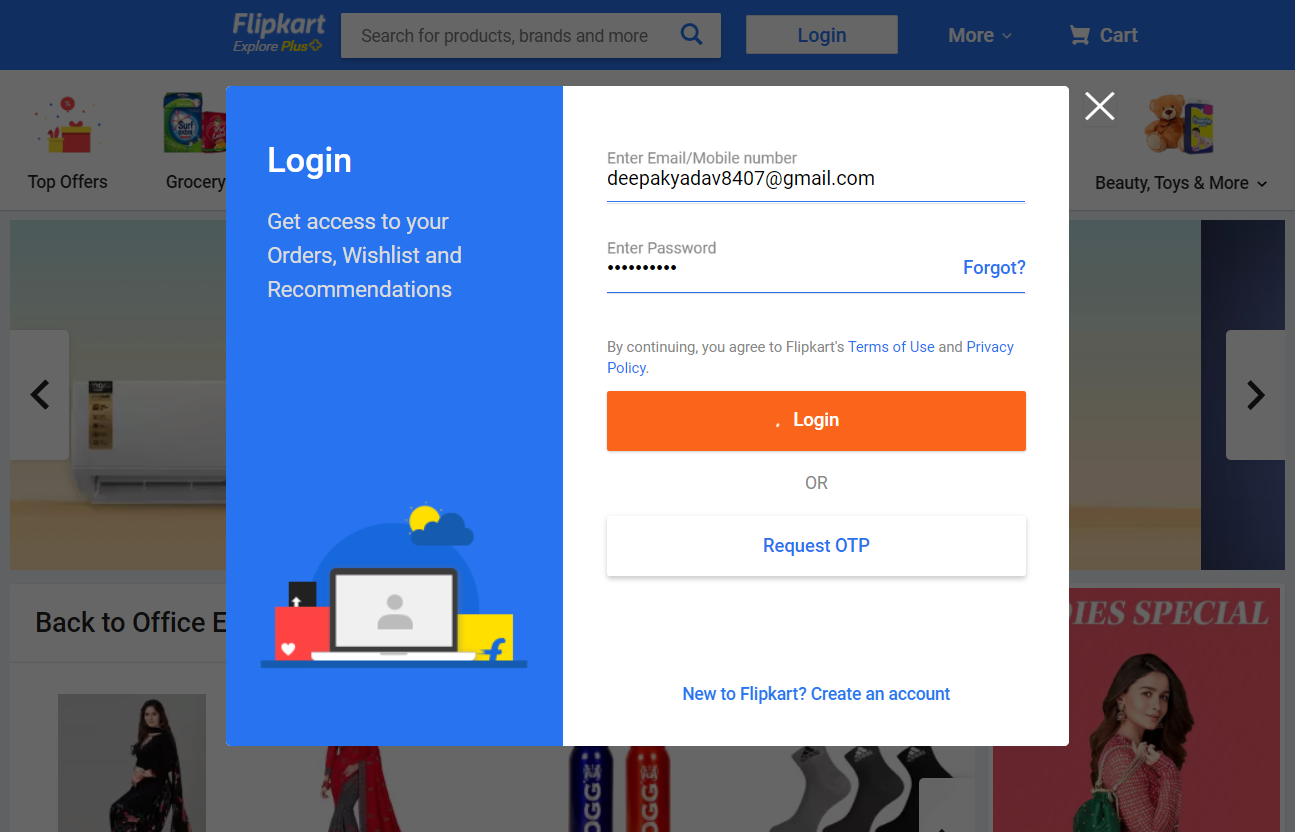 Flipkart
Explore Plus
Search for products, brands and more
Login
More
Cart
Top Offers
Grocery
Beauty, Toys & More
Login
Get access to your
Orders, Wishlist and
Recommendations
Enter Email/Mobile number
deepakyadav8407@gmail.com
Enter Password
••••••••••
Forgot?
By continuing, you agree to Flipkart's Terms of Use and Privacy
Policy.
Login
OR
Request OTP
New to Flipkart? Create an account
Back to Office E
IES SPECIAL